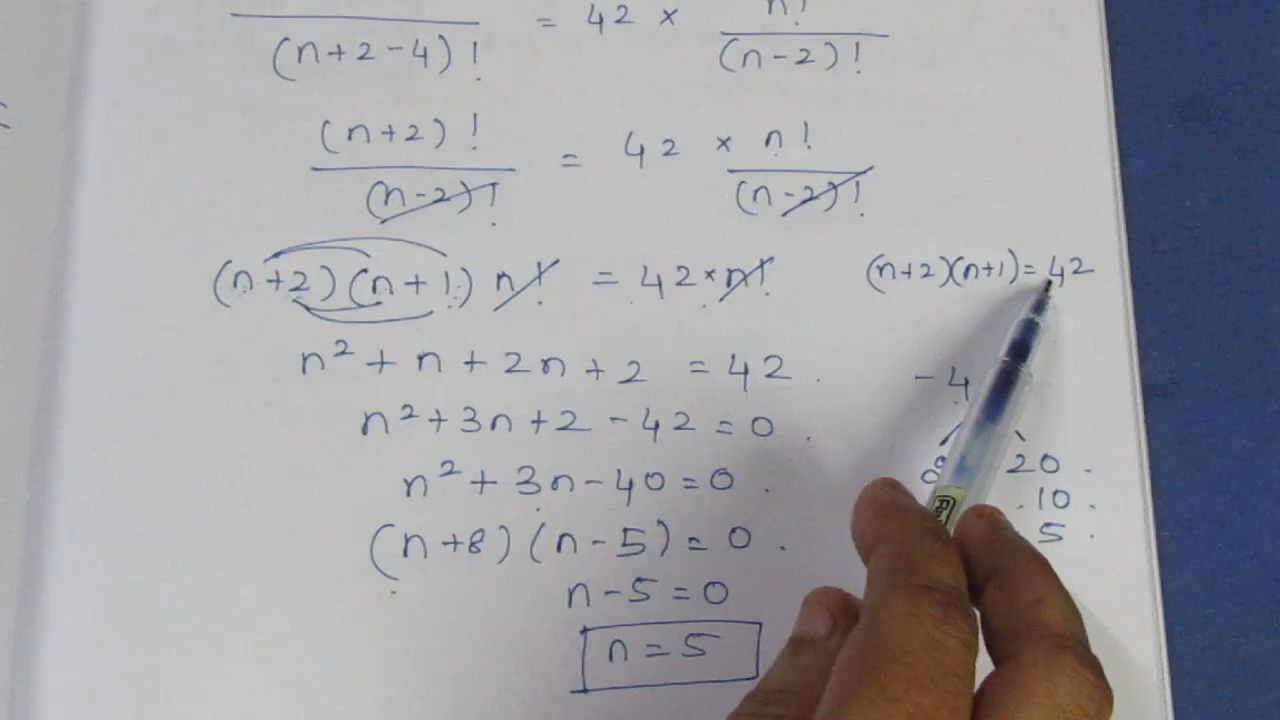 = 42 × n!
(n+2-4)! (n-2)!
(n+2)! = 42 × n!
(n-2)! (n-2)!
(n+2)(n+1) n! = 42 × n! (n+2)(n+1) = 42
n² + n + 2n + 2 = 42 .
- 4
n² + 3n + 2 - 42 = 0 .
20 .
n² + 3n - 40 = 0 .
10 .
(n+8)(n-5) = 0 .
5 .
n-5 = 0
n = 5